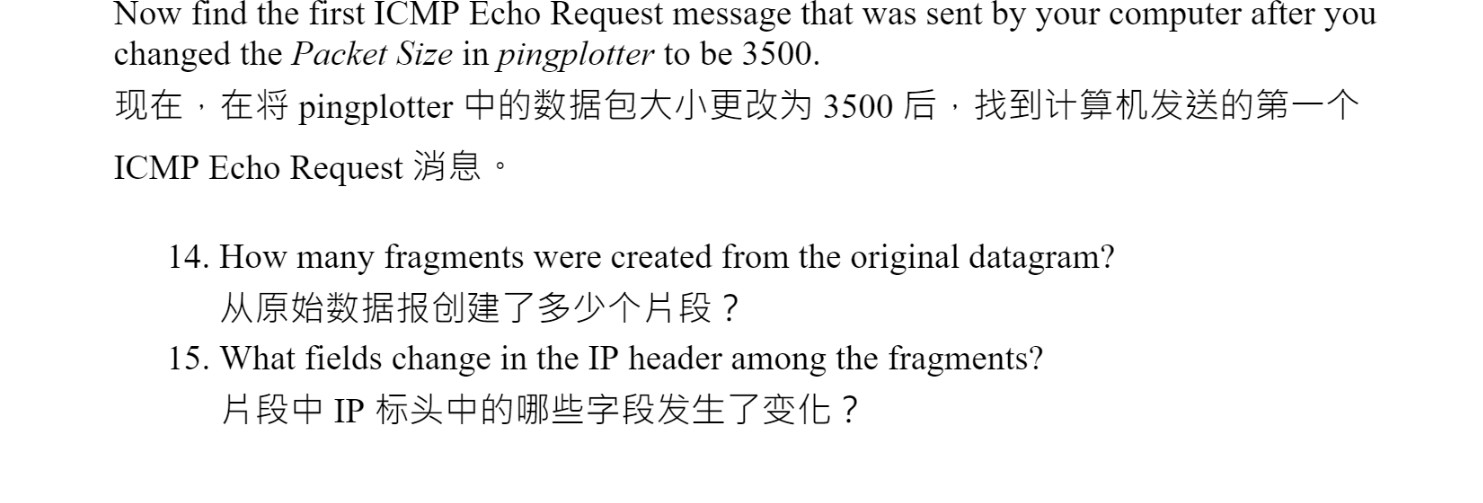 Now find the first ICMP Echo Request message that was sent by your computer after you
changed the Packet Size in pingplotter to be 3500.
现在，在将 pingplotter 中的数据包大小更改为 3500 后，找到计算机发送的第一个
ICMP Echo Request 消息。
14. How many fragments were created from the original datagram?
从原始数据报创建了多少个片段？
15. What fields change in the IP header among the fragments?
片段中 IP 标头中的哪些字段发生了变化？